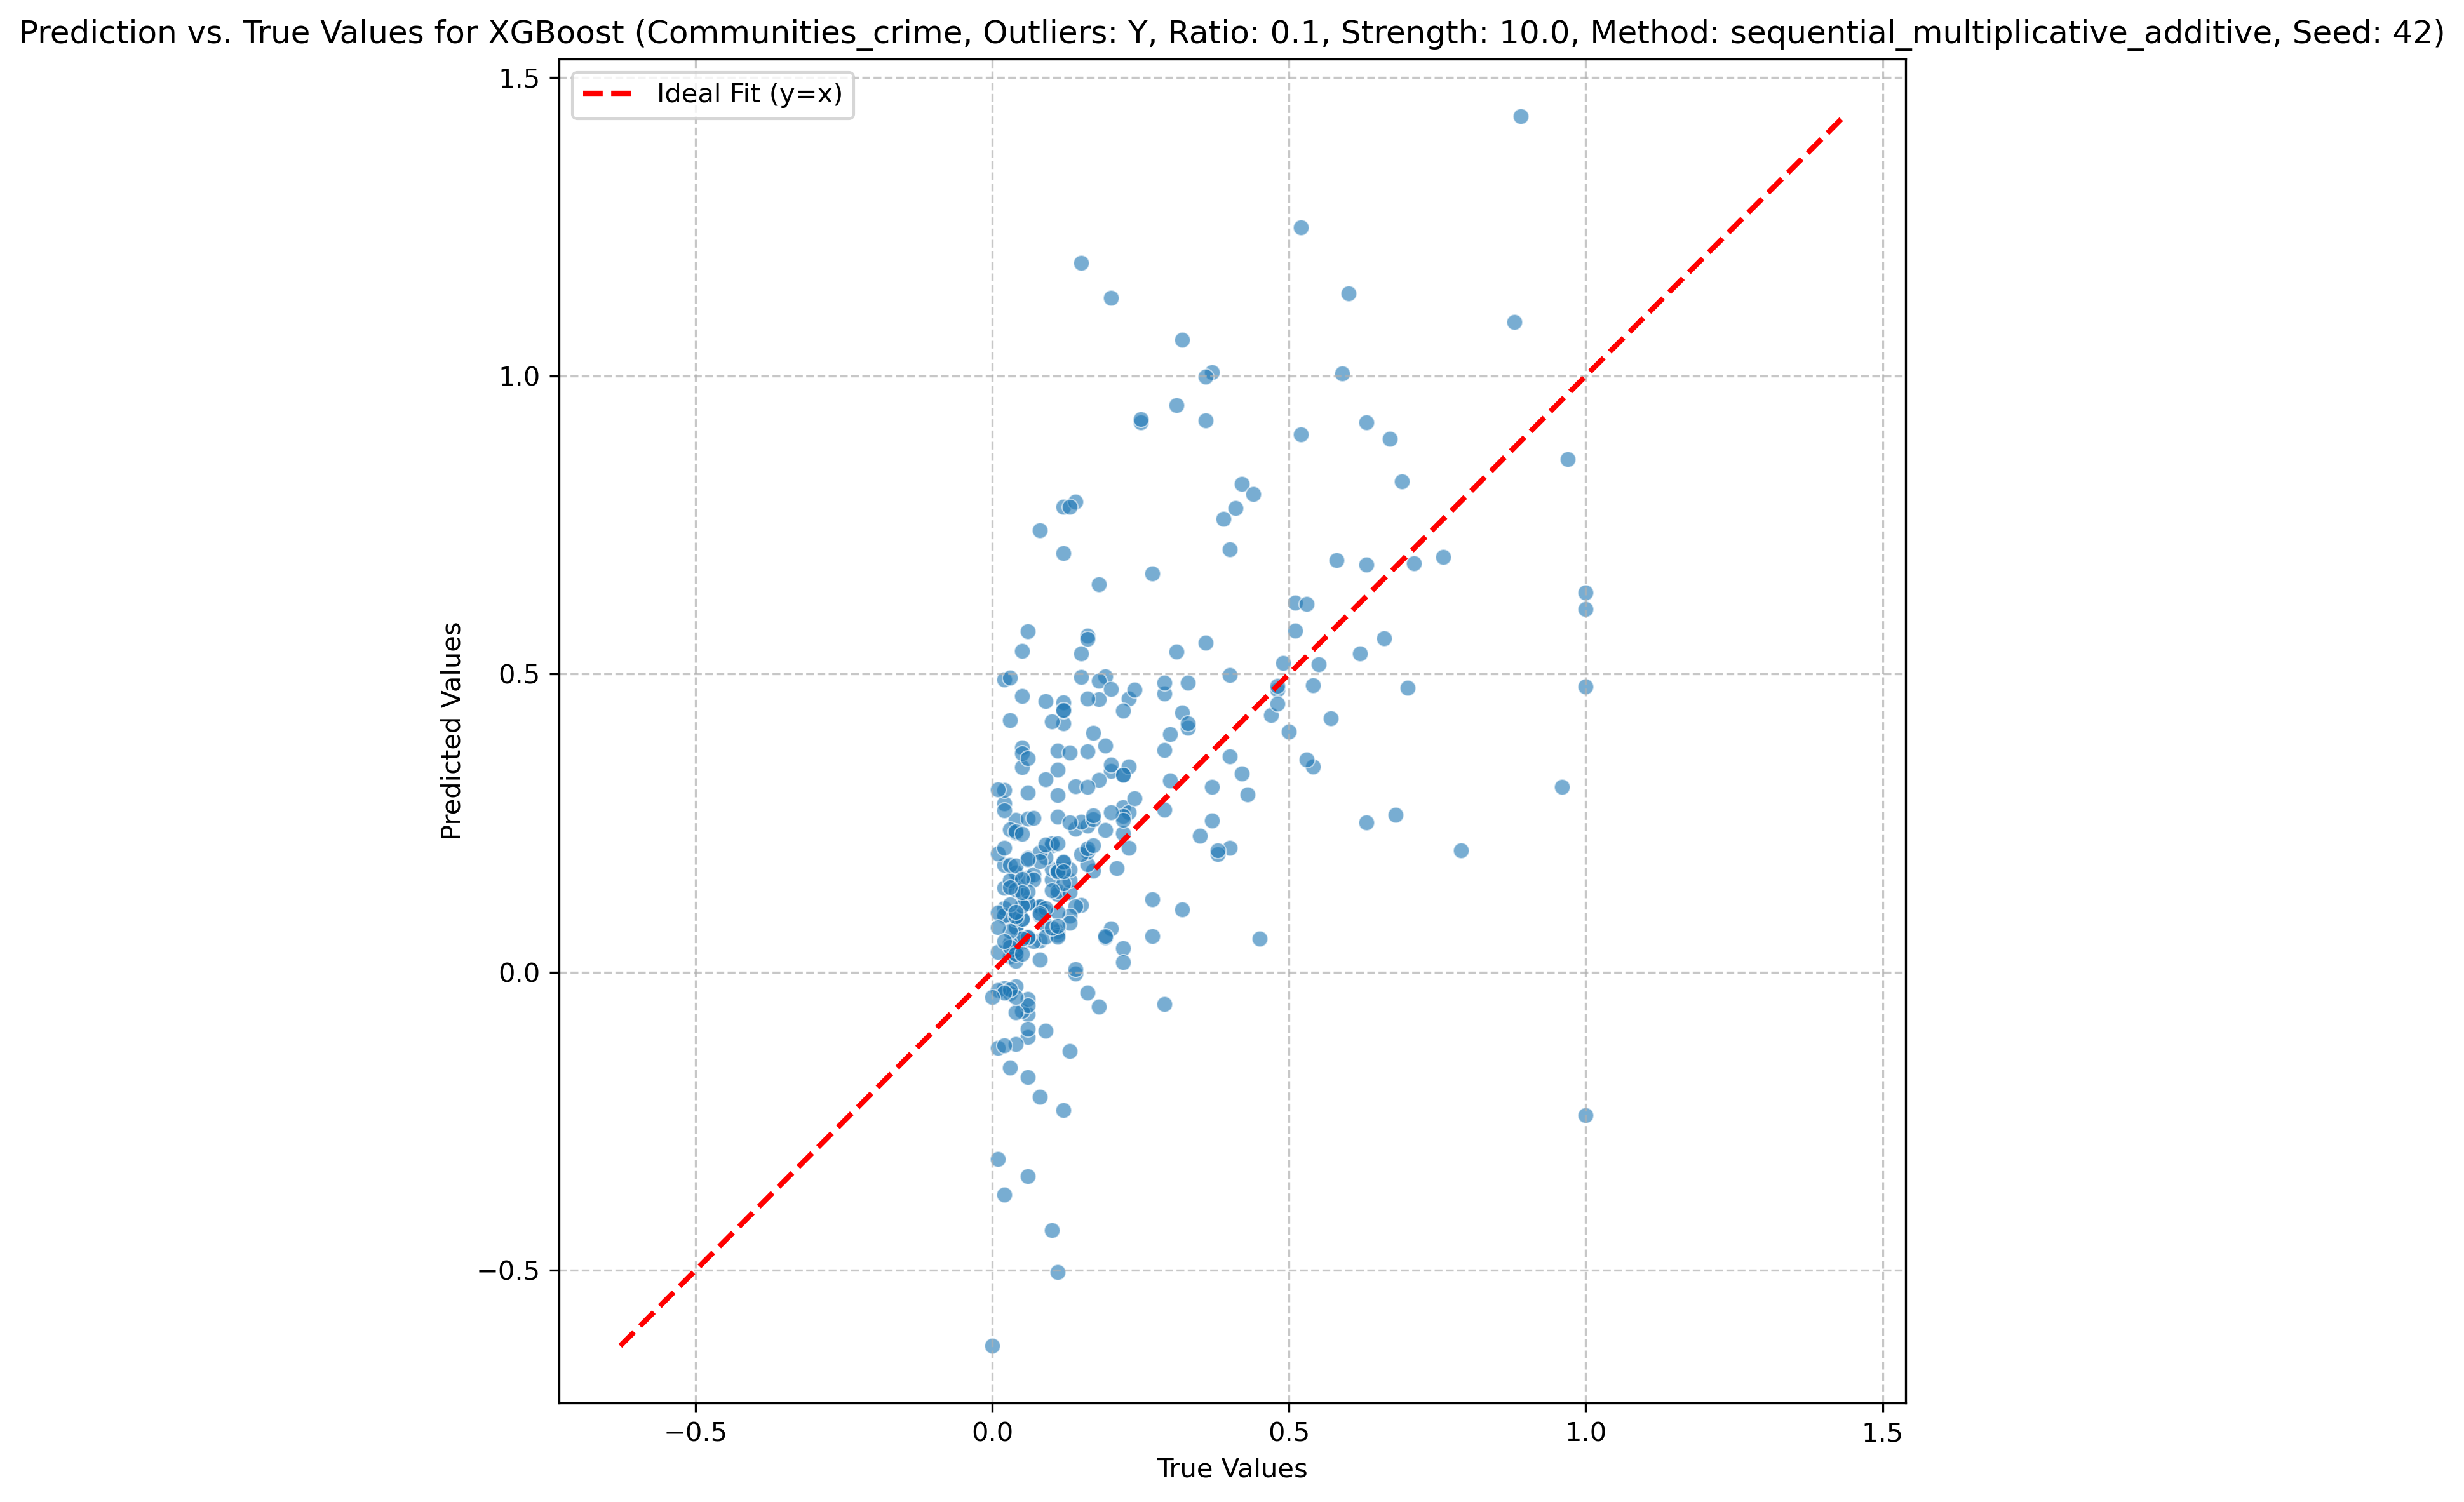 Prediction vs. True Values for XGBoost (Communities_crime, Outliers: Y, Ratio: 0.1, Strength: 10.0, Method: sequential_multiplicative_additive, Seed: 42)
Ideal Fit (y=x)
1.5
1.0
0.5
0.0
−0.5
Predicted Values
−0.5 0.0 0.5 1.0 1.5
True Values